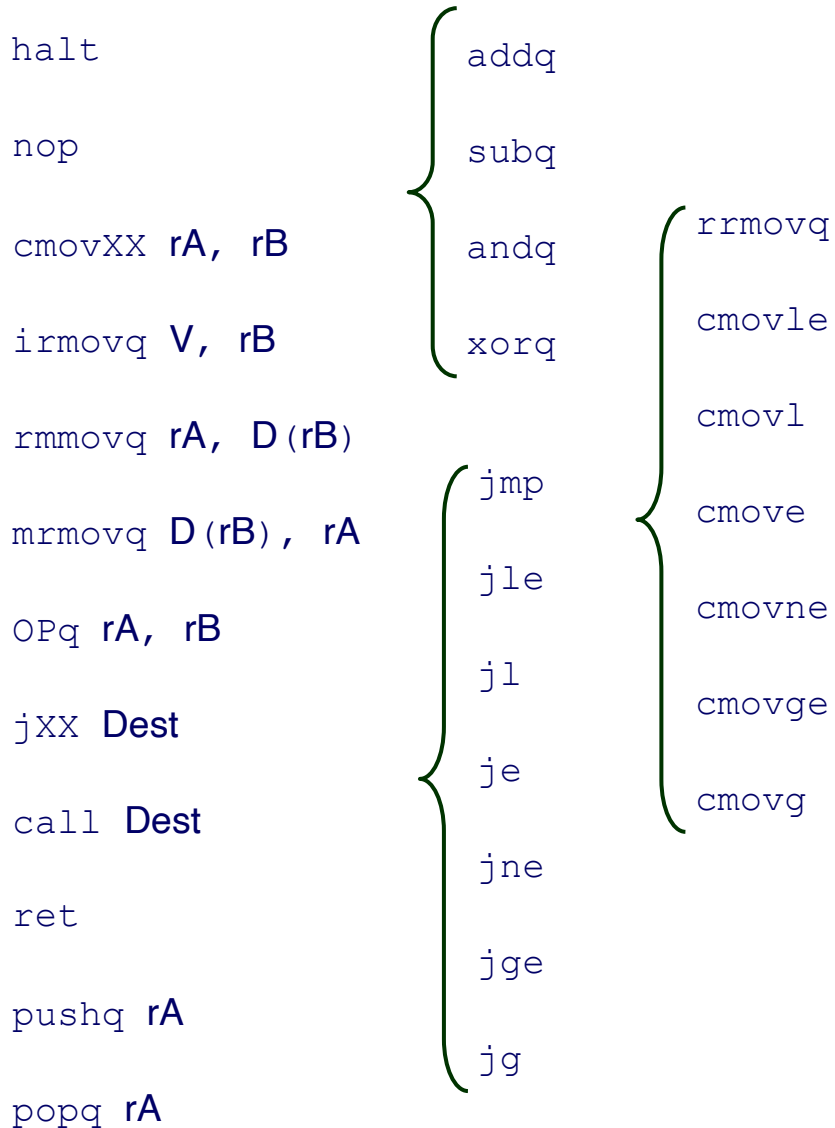 halt
nop
cmovXX rA, rB
irmovq V, rB
rmmovq rA, D(rB)
mrmovq D(rB), rA
OPq rA, rB
jXX Dest
call Dest
ret
pushq rA
popq rA
addq
subq
andq
xorq
jmp
jle
jl
je
jne
jge
jg
rrmovq
cmovle
cmovl
cmove
cmovne
cmovge
cmovg